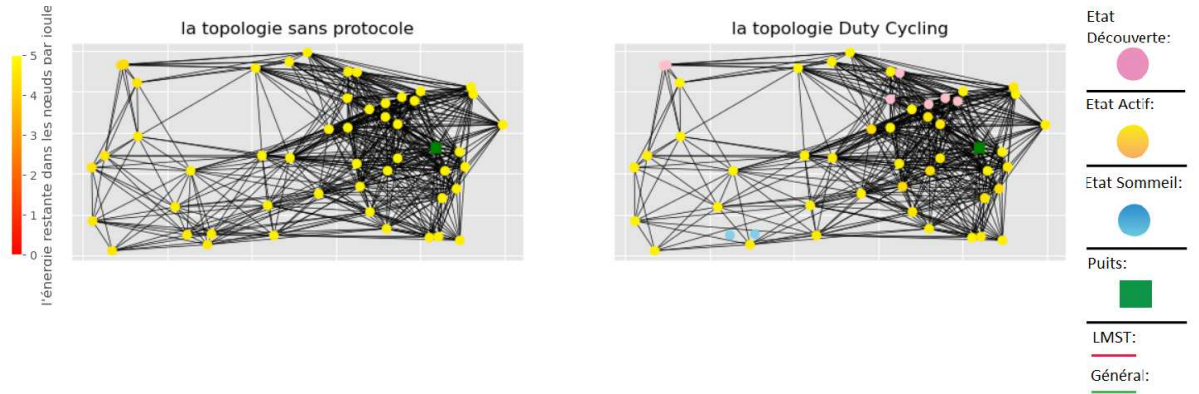 la topologie sans protocole
la topologie Duty Cycling
l'énergie restante dans les nœuds par joule
5
4
3
2
1
0
Etat
Découverte:
Etat Actif:
Etat Sommeil:
Puits:
LMST:
Général: